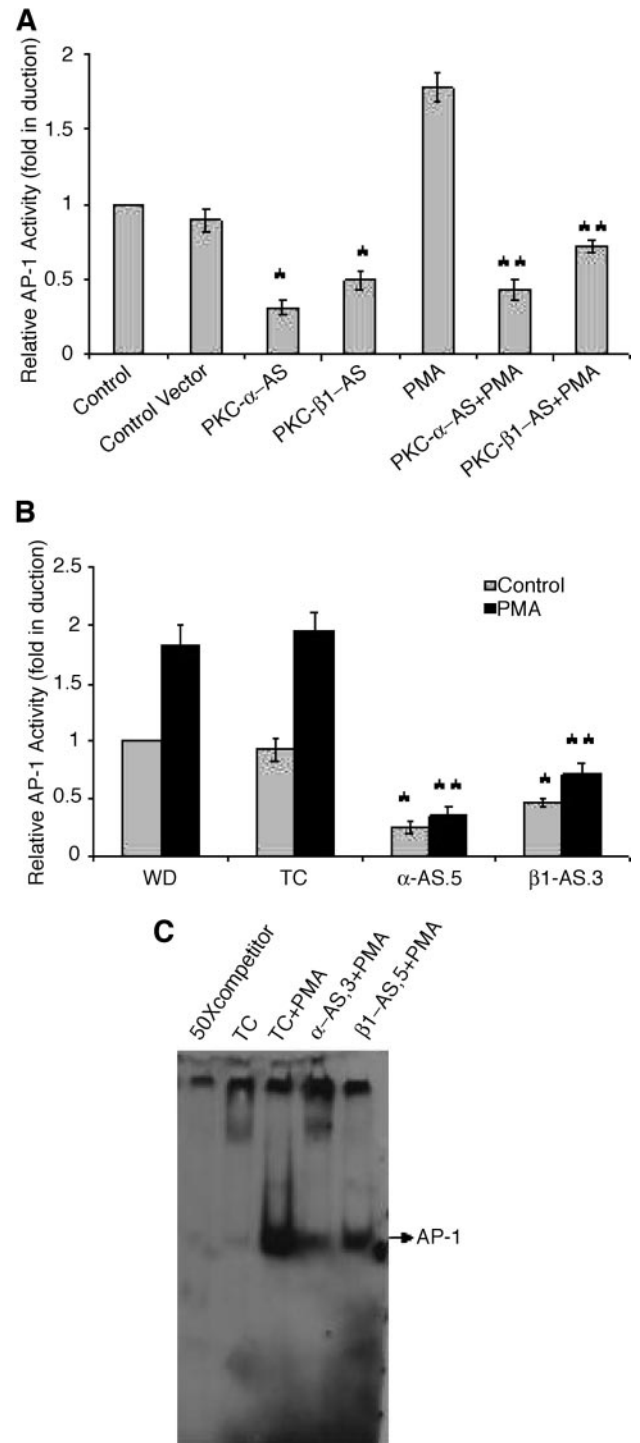 A
Relative AP-1 Activity (fold in duction)
2
1.5
1
0.5
0
Control
Control Vector
PKC-α–AS
PKC-β1–AS
PMA
PKC-α–AS+PMA
PKC-β1–AS+PMA
B
Relative AP-1 Activity (fold in duction)
2.5
2
1.5
1
0.5
0
Control
PMA
WD
TC
α-AS.5
β1-AS.3
C
50Xcompetitor
TC
TC+PMA
α–AS,3+PMA
β1–AS,5+PMA
AP-1